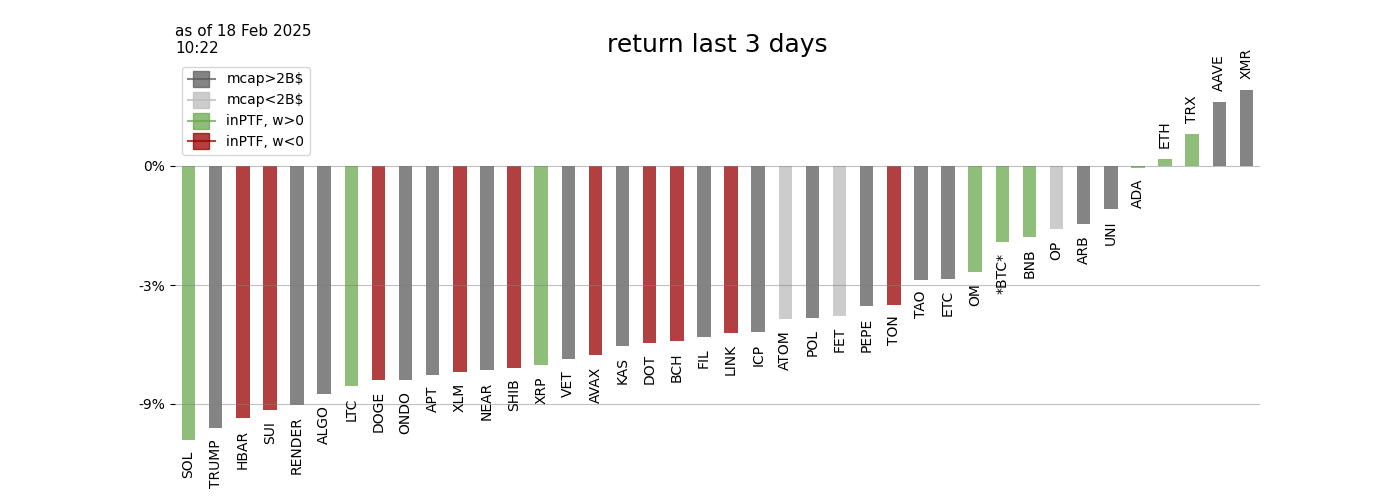 as of 18 Feb 2025
10:22
return last 3 days
mcap>2B$
mcap<2B$
inPTF, w>0
inPTF, w<0
0%
-3%
-9%
SOL
TRUMP
HBAR
SUI
RENDER
ALGO
LTC
DOGE
ONDO
APT
XLM
NEAR
SHIB
XRP
VET
AVAX
KAS
DOT
BCH
FIL
LINK
ICP
ATOM
POL
FET
PEPE
TON
TAO
ETC
OM
*BTC*
BNB
OP
ARB
UNI
ADA
ETH
TRX
AAVE
XMR